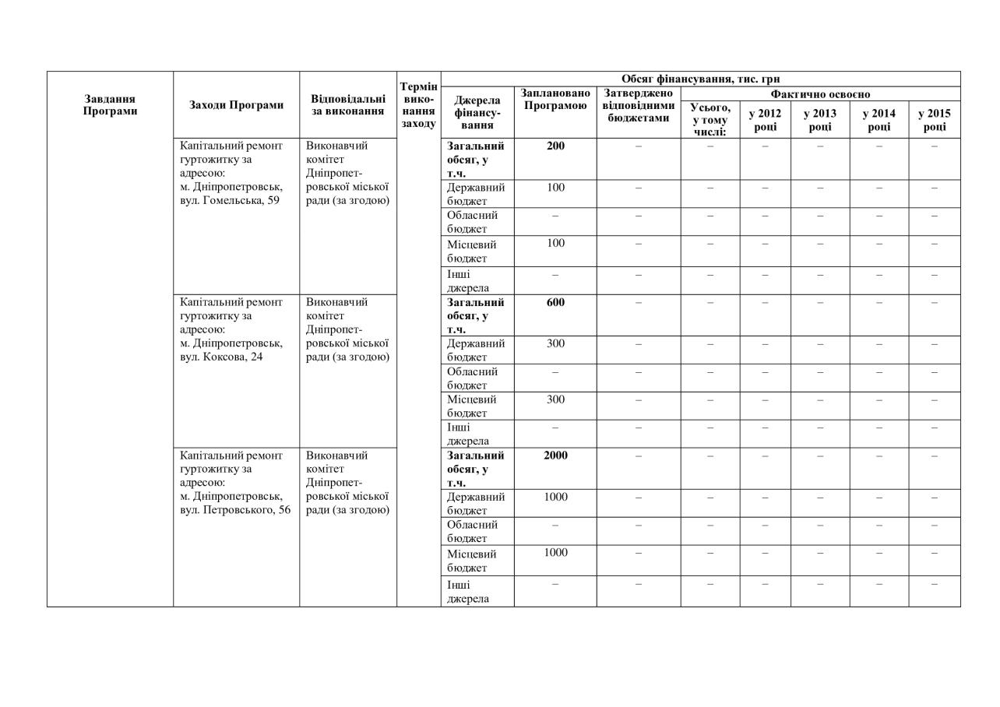 Завдання
Програми
Заходи Програми
Відповідальні
за виконання
Термін
вико-
нання
заходу
Обсяг фінансування, тис. грн
Джерела
фінансу-
вання
Заплановано
Програмою
Затверджено
відповідними
бюджетами
Фактично освоєно
Усього,
у тому
числі:
у 2012
році
у 2013
році
у 2014
році
у 2015
році
Капітальний ремонт
гуртожитку за
адресою:
м. Дніпропетровськ,
вул. Гомельська, 59
Виконавчий
комітет
Дніпропет-
ровської міської
ради (за згодою)
Загальний
обсяг, у
т.ч.
200 – – – – – –
Державний
бюджет
100 – – – – – –
Обласний
бюджет
– – – – – – –
Місцевий
бюджет
100 – – – – – –
Інші
джерела
– – – – – – –
Капітальний ремонт
гуртожитку за
адресою:
м. Дніпропетровськ,
вул. Коксова, 24
Виконавчий
комітет
Дніпропет-
ровської міської
ради (за згодою)
Загальний
обсяг, у
т.ч.
600 – – – – – –
Державний
бюджет
300 – – – – – –
Обласний
бюджет
– – – – – – –
Місцевий
бюджет
300 – – – – – –
Інші
джерела
– – – – – – –
Капітальний ремонт
гуртожитку за
адресою:
м. Дніпропетровськ,
вул. Петровського, 56
Виконавчий
комітет
Дніпропет-
ровської міської
ради (за згодою)
Загальний
обсяг, у
т.ч.
2000 – – – – – –
Державний
бюджет
1000 – – – – – –
Обласний
бюджет
– – – – – – –
Місцевий
бюджет
1000 – – – – – –
Інші
джерела
– – – – – – –